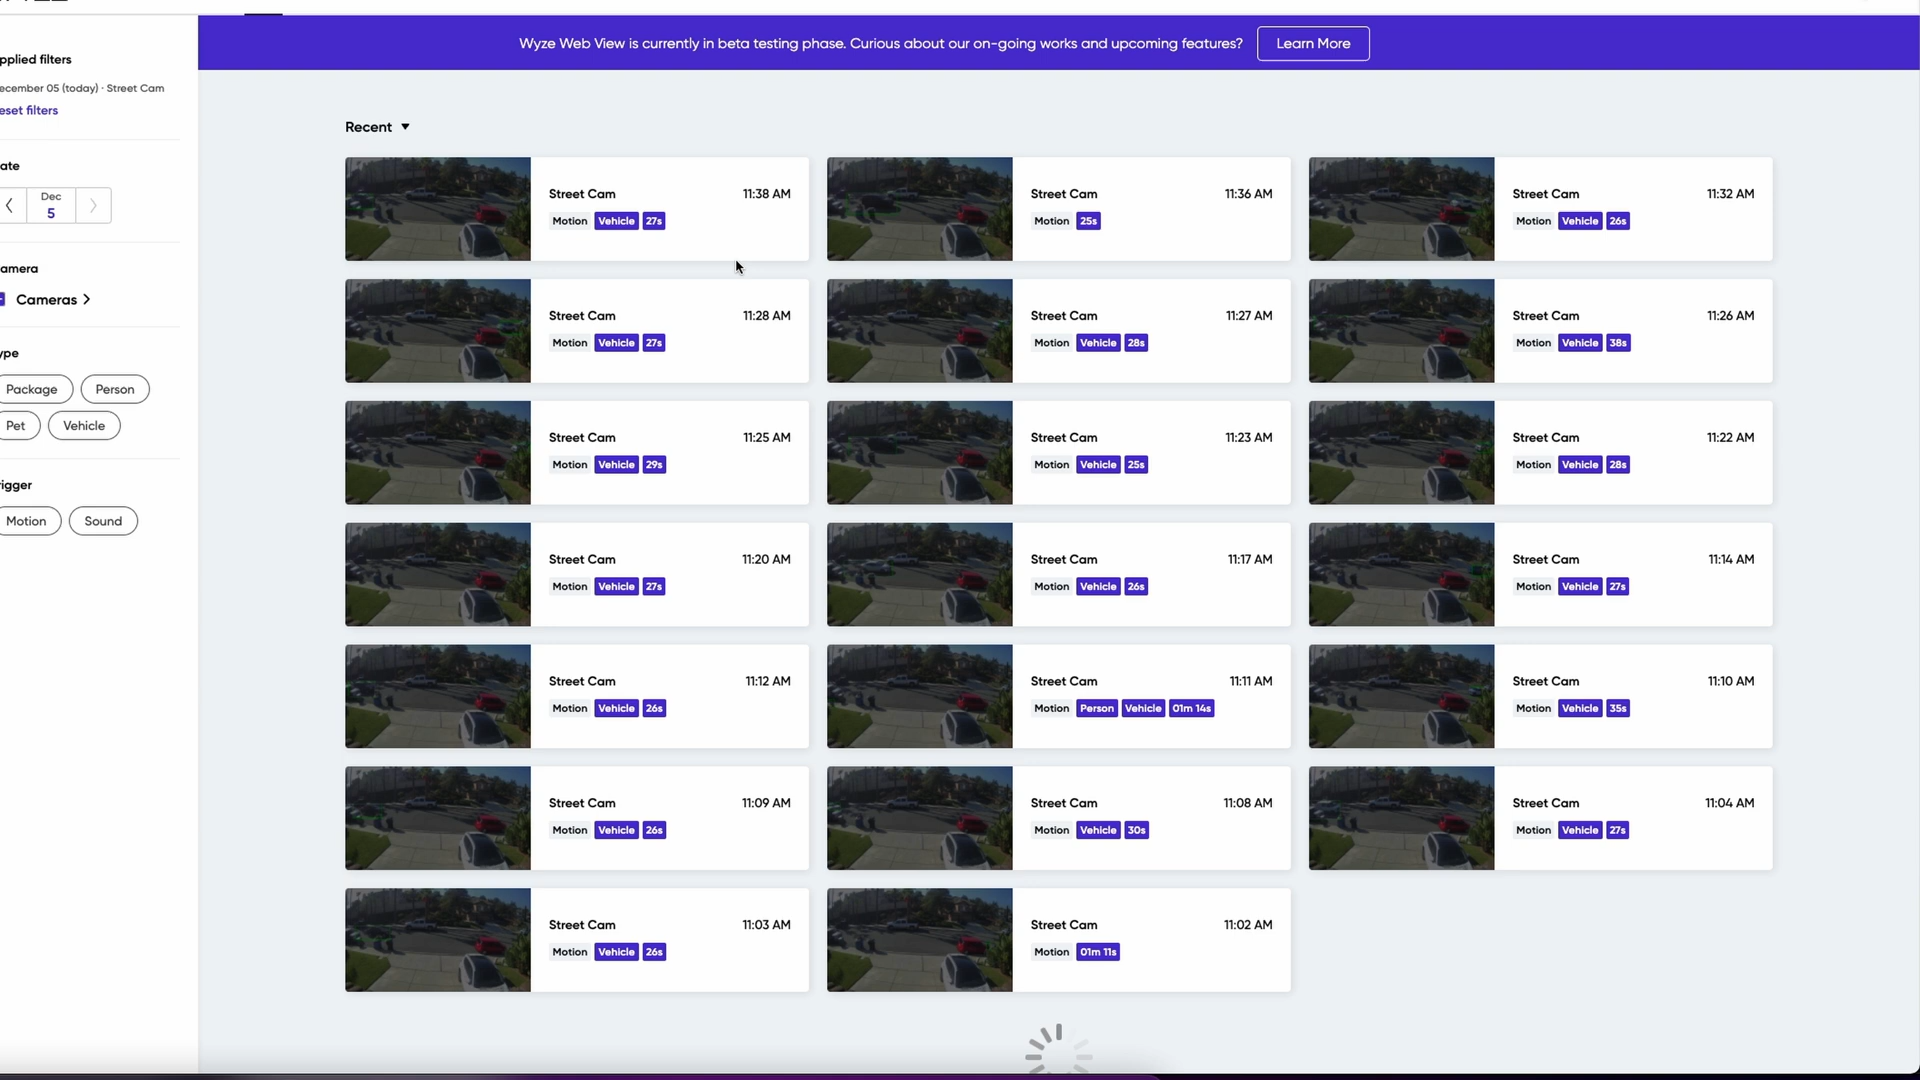 Wyze Web View is currently in beta testing phase. Curious about our on-going works and upcoming features? Learn More
pplied filters
ecember 05 (today) · Street Cam
eset filters
ate
Dec
5
amera
Cameras
ype
Package Person
Pet Vehicle
rigger
Motion Sound
Recent
Street Cam 11:38 AM
Motion Vehicle 27s
Street Cam 11:36 AM
Motion 25s
Street Cam 11:32 AM
Motion Vehicle 26s
Street Cam 11:28 AM
Motion Vehicle 27s
Street Cam 11:27 AM
Motion Vehicle 28s
Street Cam 11:26 AM
Motion Vehicle 38s
Street Cam 11:25 AM
Motion Vehicle 29s
Street Cam 11:23 AM
Motion Vehicle 25s
Street Cam 11:22 AM
Motion Vehicle 28s
Street Cam 11:20 AM
Motion Vehicle 27s
Street Cam 11:17 AM
Motion Vehicle 26s
Street Cam 11:14 AM
Motion Vehicle 27s
Street Cam 11:12 AM
Motion Vehicle 26s
Street Cam 11:11 AM
Motion Person Vehicle 01m 14s
Street Cam 11:10 AM
Motion Vehicle 35s
Street Cam 11:09 AM
Motion Vehicle 26s
Street Cam 11:08 AM
Motion Vehicle 30s
Street Cam 11:04 AM
Motion Vehicle 27s
Street Cam 11:03 AM
Motion Vehicle 26s
Street Cam 11:02 AM
Motion 01m 11s